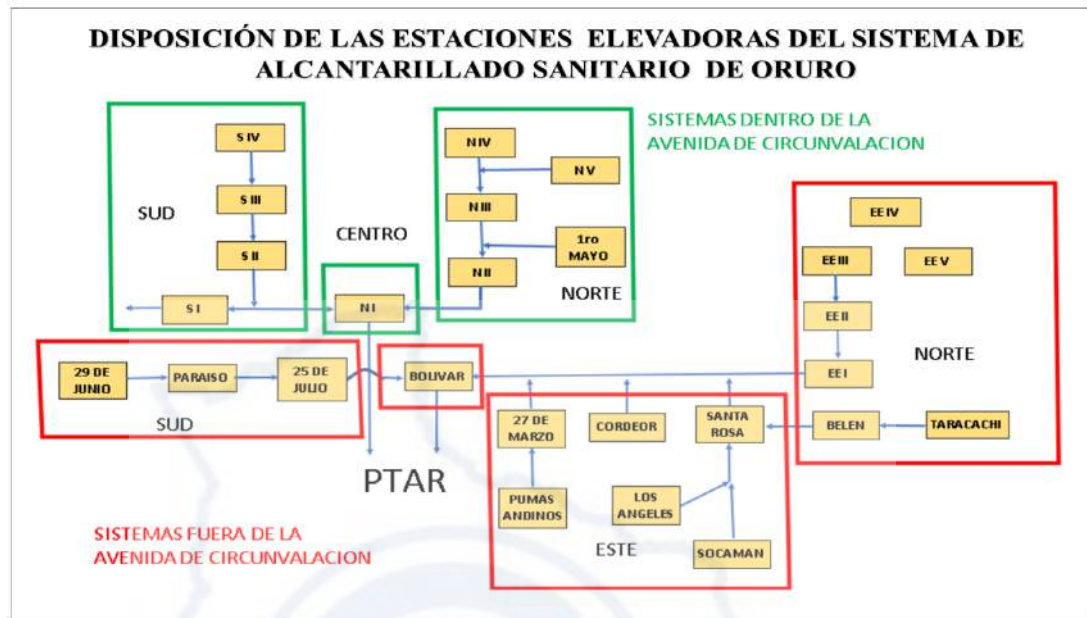 DISPOSICIÓN DE LAS ESTACIONES ELEVADORAS DEL SISTEMA DE
ALCANTARILLADO SANITARIO DE ORURO
SISTEMAS DENTRO DE LA
AVENIDA DE CIRCUNVALACION
S IV
S III
SUD
S II
S I
CENTRO
N I
N IV
N V
N III
1ro
MAYO
N II
NORTE
EE IV
EE III
EE V
EE II
NORTE
EE I
BELEN
TARACACHI
29 DE
JUNIO
PARAISO
25 DE
JULIO
SUD
BOLIVAR
27 DE
MARZO
CORDEOR
SANTA
ROSA
PUMAS
ANDINOS
LOS
ANGELES
ESTE
SOCAMAN
PTAR
SISTEMAS FUERA DE LA
AVENIDA DE CIRCUNVALACION